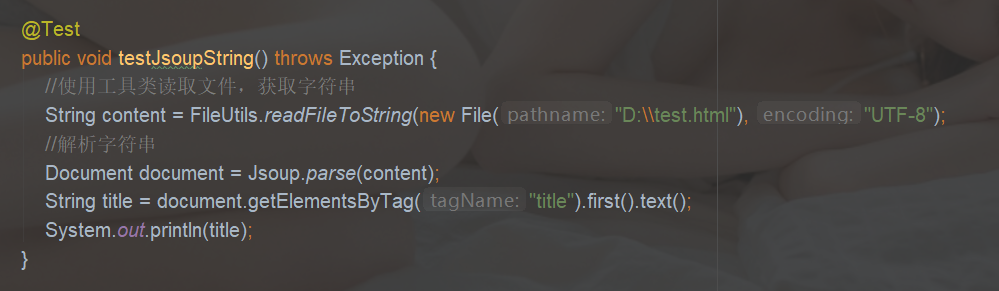 @Test
public void testJsoupString() throws Exception {
//使用工具类读取文件，获取字符串
String content = FileUtils.readFileToString(new File( pathname: "D:\\test.html"), encoding: "UTF-8");
//解析字符串
Document document = Jsoup.parse(content);
String title = document.getElementsByTag( tagName: "title").first().text();
System.out.println(title);
}